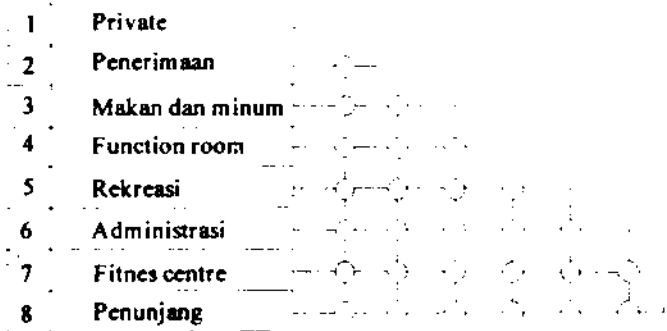 1 Private
2 Penerimaan
3 Makan dan minum
4 Function room
5 Rekreasi
6 Administrasi
7 Fitnes centre
8 Penunjang